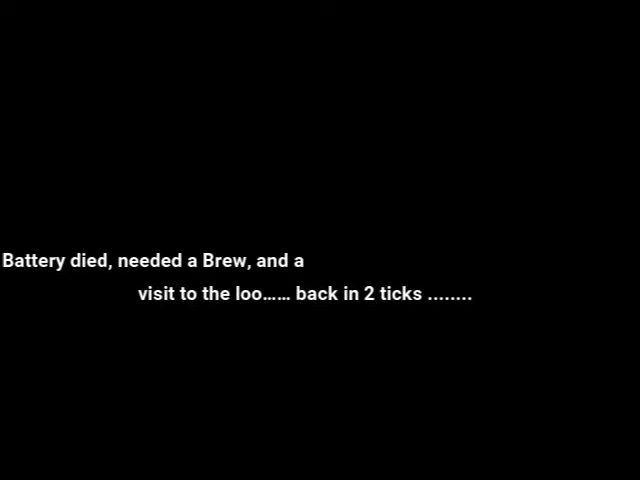 Battery died, needed a Brew, and a
visit to the loo…… back in 2 ticks ........